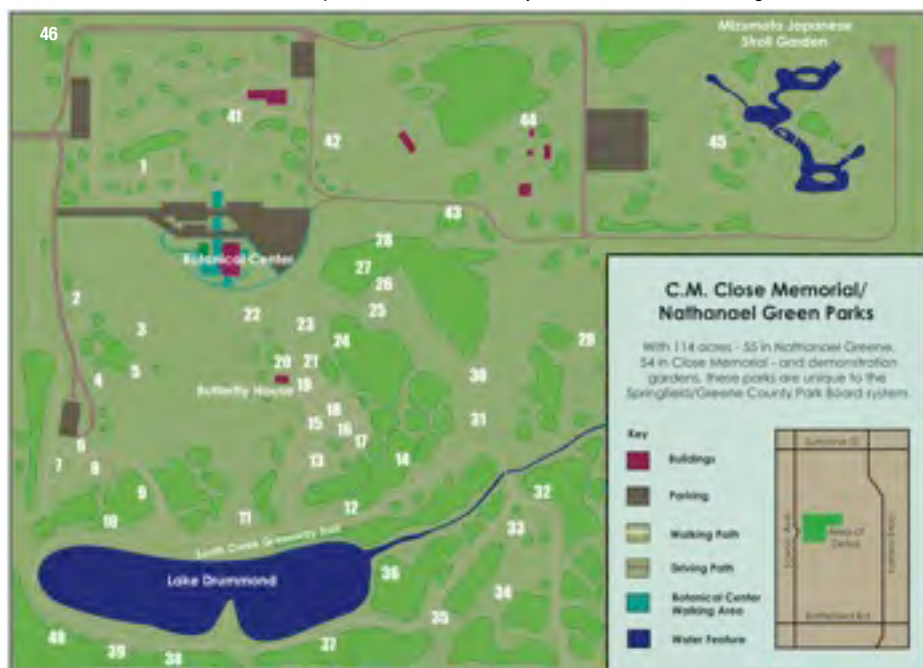 46
Mizumoto Japanese
Stroll Garden
41
42
44
45
1
43
28
Botanical Center
27
26
2
25
22
3
23
24
29
20
21
5
4
30
19
Butterfly House
18
15
31
16
17
6
13
14
7
8
9
32
12
10
11
33
South Creek Greenway Trail
Lake Drummond
36
34
35
40
37
39
38
C.M. Close Memorial/
Nathanael Green Parks
With 114 acres - 55 in Nathanael Greene,
54 in Close Memorial - and demonstration
gardens, these parks are unique to the
Springfield/Greene County Park Board system.
Key
Buildings
Parking
Walking Path
Driving Path
Botanical Center
Walking Area
Water Feature
Sunshine St
Area of
Detail
Battlefield Rd